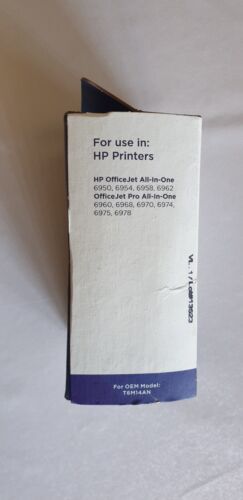 For use in:
HP Printers
HP OfficeJet All-In-One
6950, 6954, 6958, 6962
OfficeJet Pro All-In-One
6960, 6968, 6970, 6974,
6975, 6978
For OEM Model:
T6M14AN